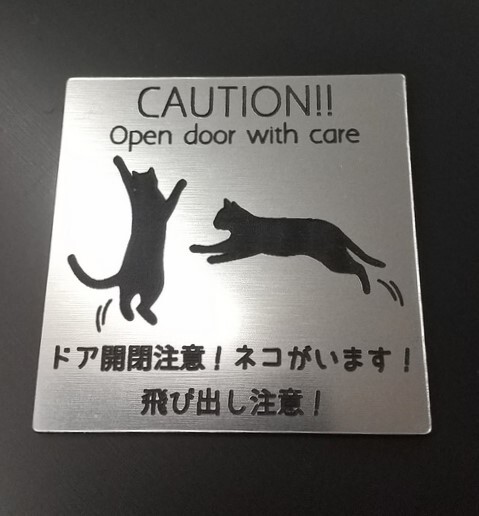 CAUTION!!
Open door with care
ドア開閉注意！ネコがいます！
飛び出し注意！